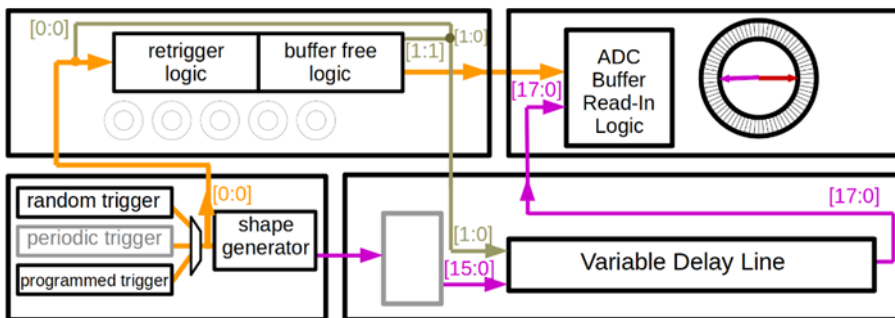 [0:0]
retrigger
logic
buffer free
logic
[1:1]
[1:0]
ADC
Buffer
Read-In
Logic
[17:0]
random trigger
periodic trigger
programmed trigger
[0:0]
shape
generator
[1:0]
[15:0]
Variable Delay Line
[17:0]